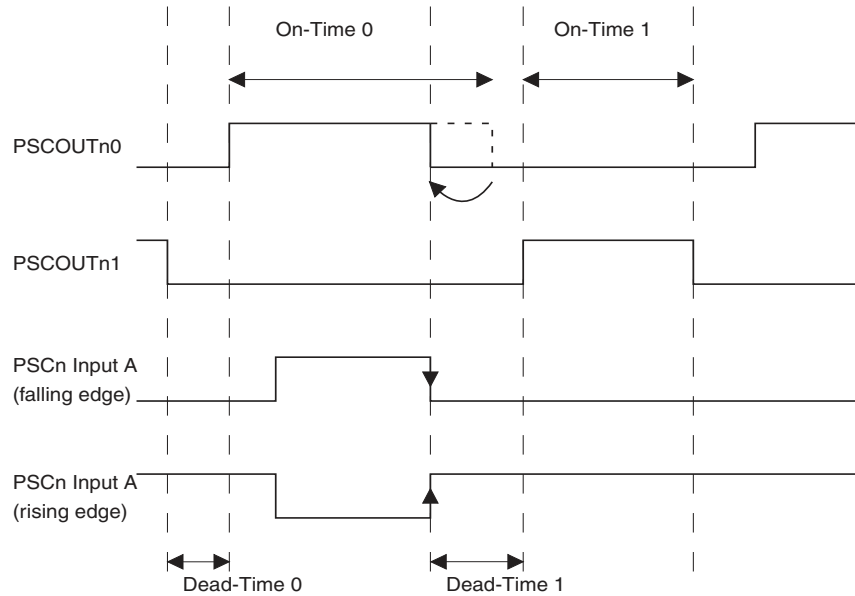 On-Time 0
On-Time 1
PSCOUTn0
PSCOUTn1
PSCn Input A
(falling edge)
PSCn Input A
(rising edge)
Dead-Time 0
Dead-Time 1